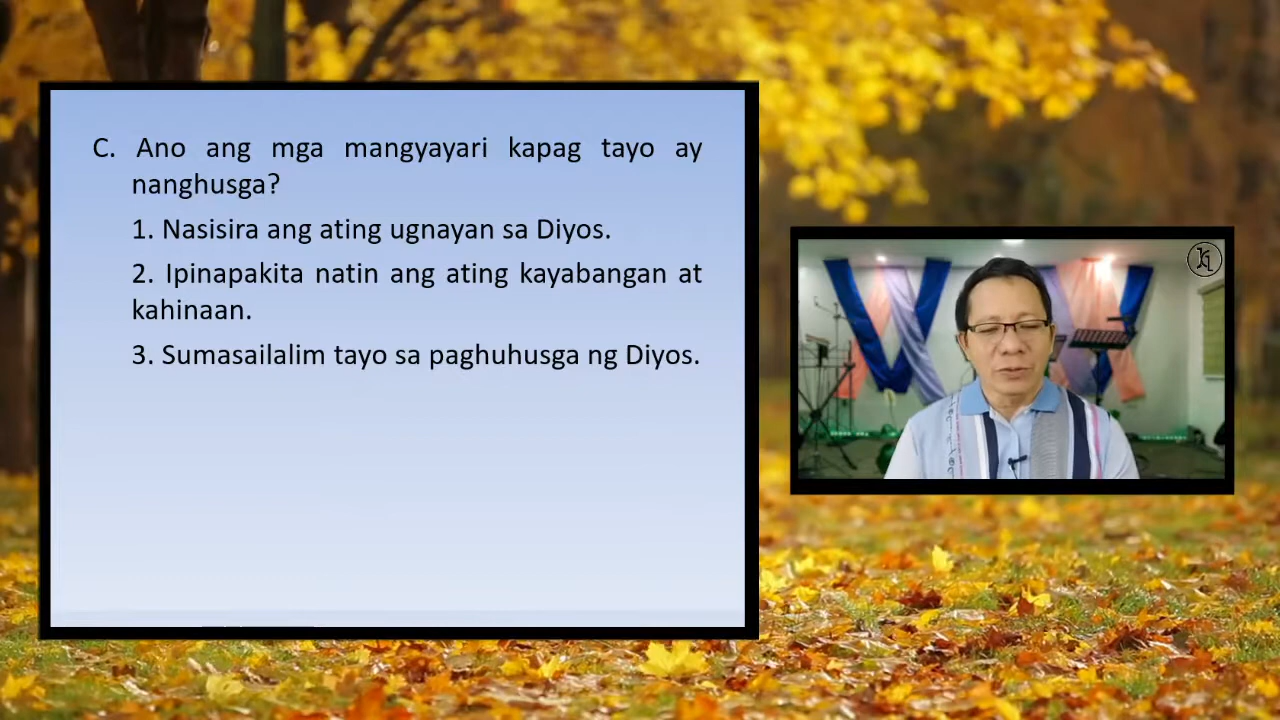 C. Ano ang mga mangyayari kapag tayo ay
nanghusga?
1. Nasisira ang ating ugnayan sa Diyos.
2. Ipinapakita natin ang ating kayabangan at
kahinaan.
3. Sumasailalim tayo sa paghuhusga ng Diyos.